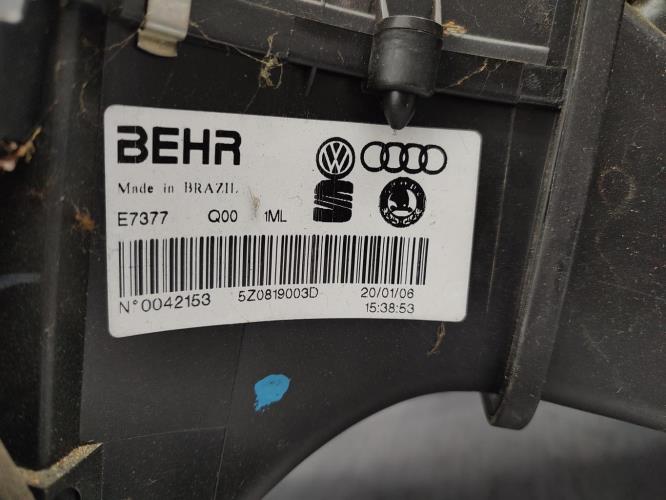 BEHR
Made in BRAZIL
E7377 Q00 1ML
N°0042153 5Z0819003D 20/01/06
15:38:53